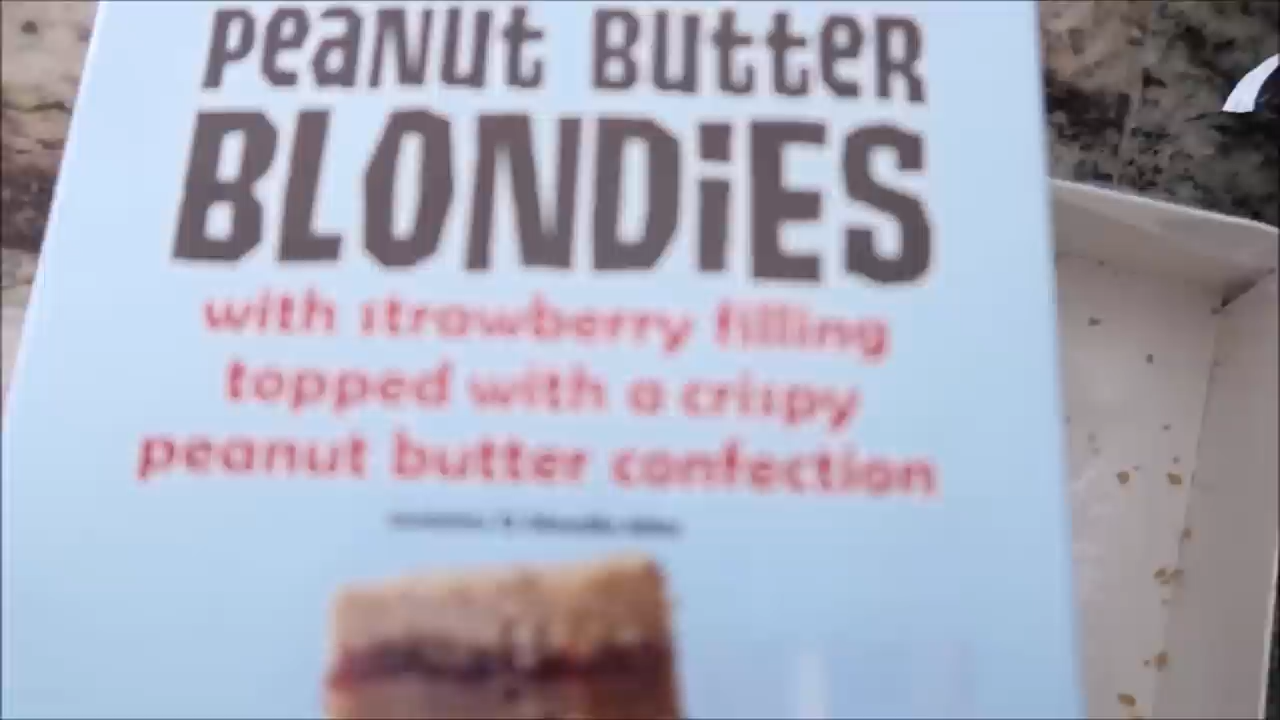 Peanut Butter
BLONDiES
with strawberry filling
topped with a crispy
peanut butter confection